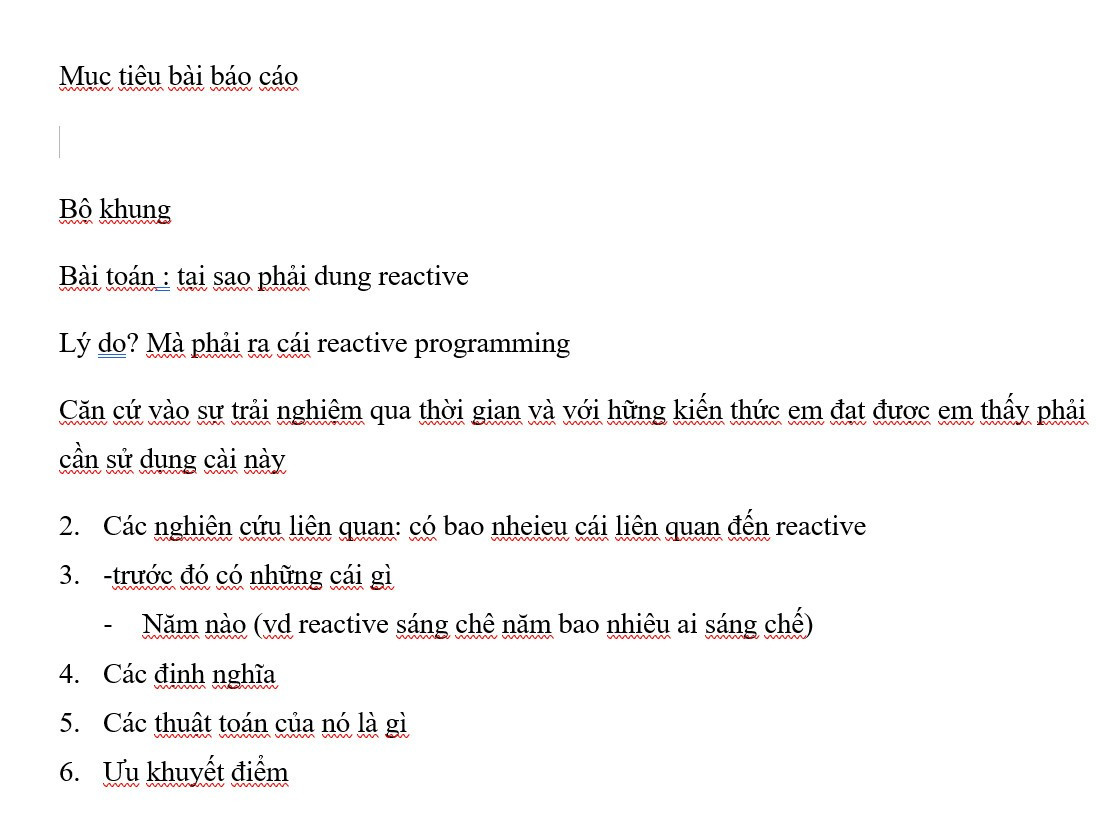 Mục tiêu bài báo cáo
Bộ khung
Bài toán : tại sao phải dung reactive
Lý do? Mà phải ra cái reactive programming
Căn cứ vào sự trải nghiệm qua thời gian và với hững kiến thức em đạt được em thấy phải
cần sử dụng cài này
2. Các nghiên cứu liên quan: có bao nheieu cái liên quan đến reactive
3. -trước đó có những cái gì
- Năm nào (vd reactive sáng chê năm bao nhiêu ai sáng chế)
4. Các định nghĩa
5. Các thuật toán của nó là gì
6. Ưu khuyết điểm